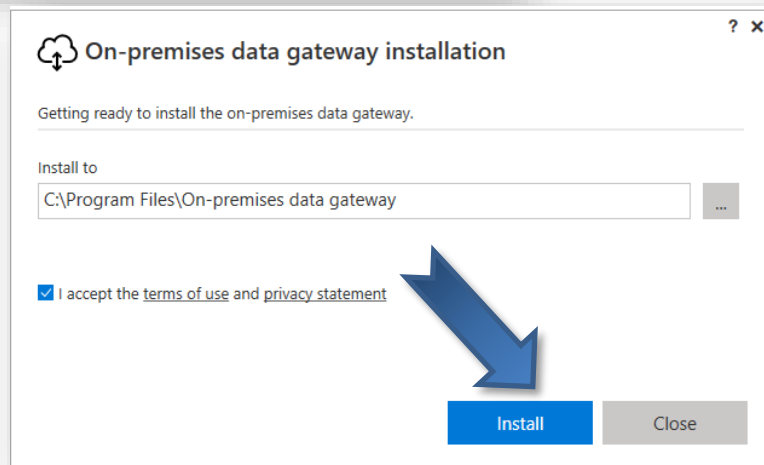 ? ×
On-premises data gateway installation
Getting ready to install the on-premises data gateway.
Install to
C:\Program Files\On-premises data gateway
...
I accept the terms of use and privacy statement
Install
Close